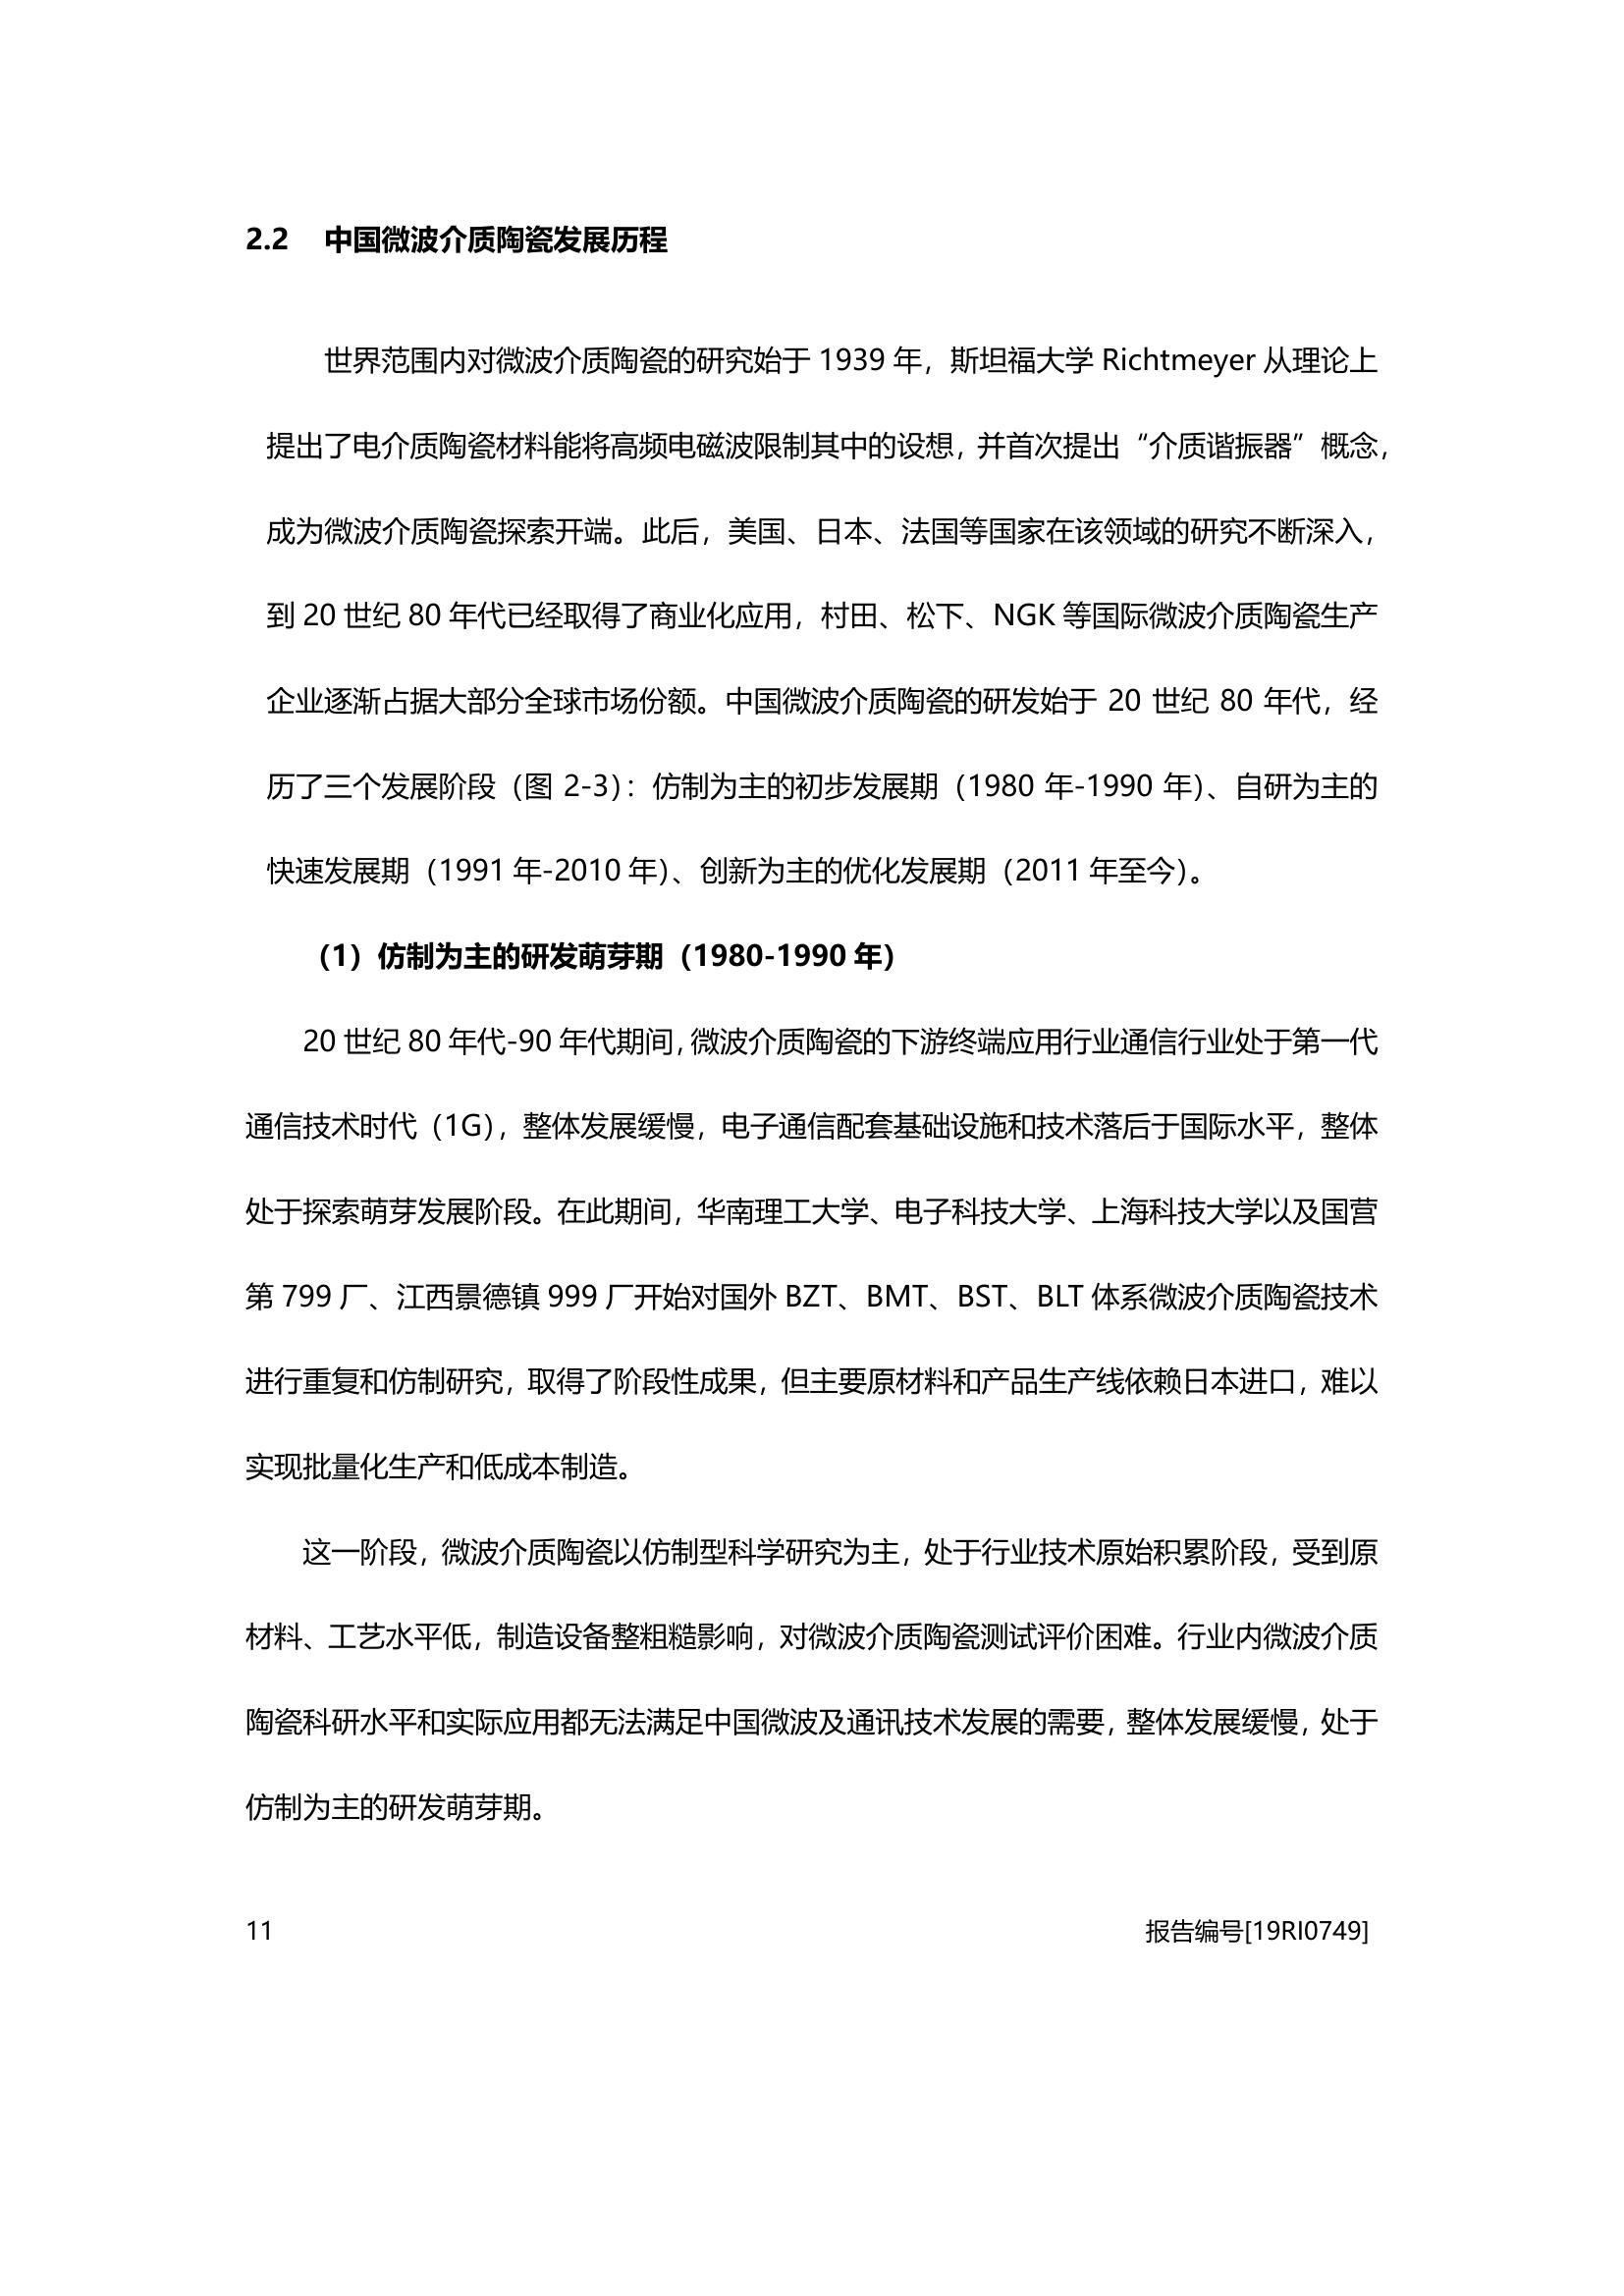 2.2 中国微波介质陶瓷发展历程
世界范围内对微波介质陶瓷的研究始于 1939 年，斯坦福大学 Richtmeyer 从理论上
提出了电介质陶瓷材料能将高频电磁波限制其中的设想，并首次提出“介质谐振器”概念，
成为微波介质陶瓷探索开端。此后，美国、日本、法国等国家在该领域的研究不断深入，
到 20 世纪 80 年代已经取得了商业化应用，村田、松下、NGK 等国际微波介质陶瓷生产
企业逐渐占据大部分全球市场份额。中国微波介质陶瓷的研发始于 20 世纪 80 年代，经
历了三个发展阶段（图 2-3）：仿制为主的初步发展期（1980 年-1990 年）、自研为主的
快速发展期（1991 年-2010 年）、创新为主的优化发展期（2011 年至今）。
（1）仿制为主的研发萌芽期（1980-1990 年）
20 世纪 80 年代-90 年代期间，微波介质陶瓷的下游终端应用行业通信行业处于第一代
通信技术时代（1G），整体发展缓慢，电子通信配套基础设施和技术落后于国际水平，整体
处于探索萌芽发展阶段。在此期间，华南理工大学、电子科技大学、上海科技大学以及国营
第 799 厂、江西景德镇 999 厂开始对国外 BZT、BMT、BST、BLT 体系微波介质陶瓷技术
进行重复和仿制研究，取得了阶段性成果，但主要原材料和产品生产线依赖日本进口，难以
实现批量化生产和低成本制造。
这一阶段，微波介质陶瓷以仿制型科学研究为主，处于行业技术原始积累阶段，受到原
材料、工艺水平低，制造设备整粗糙影响，对微波介质陶瓷测试评价困难。行业内微波介质
陶瓷科研水平和实际应用都无法满足中国微波及通讯技术发展的需要，整体发展缓慢，处于
仿制为主的研发萌芽期。
11 报告编号[19RI0749]